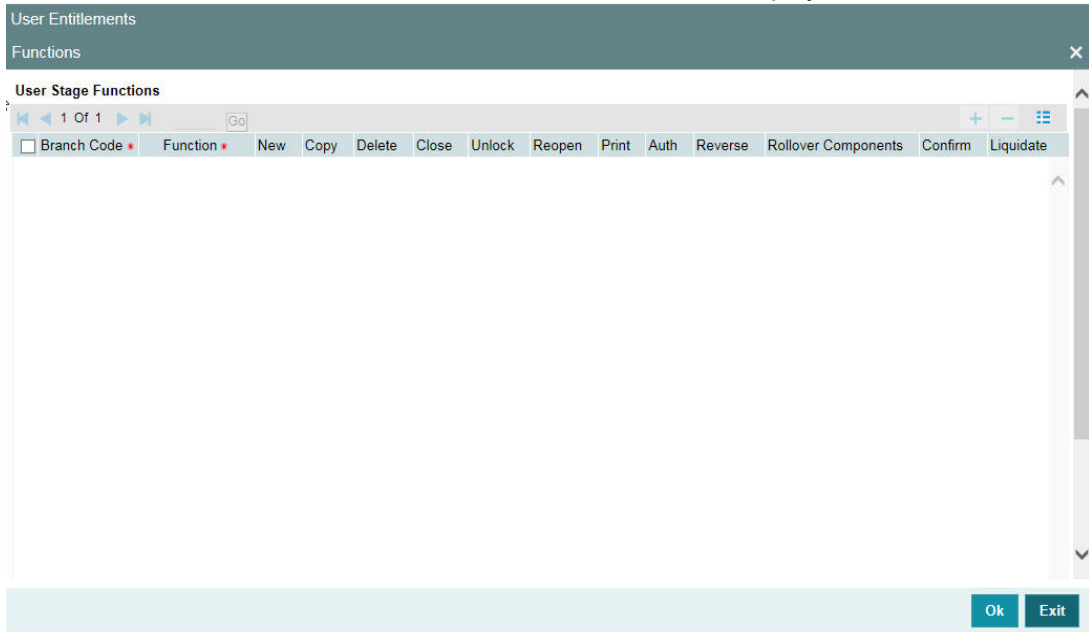 User Entitlements
Functions
User Stage Functions
1 Of 1 Go
Branch Code * Function * New Copy Delete Close Unlock Reopen Print Auth Reverse Rollover Components Confirm Liquidate
Ok Exit